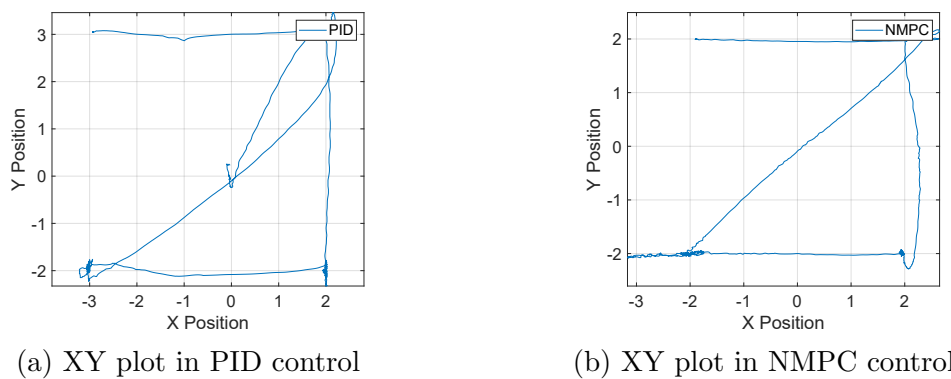 PID
3
2
1
0
-1
-2
Y Position
-3 -2 -1 0 1 2
X Position
(a) XY plot in PID control
NMPC
2
1
0
-1
-2
Y Position
-3 -2 -1 0 1 2
X Position
(b) XY plot in NMPC control